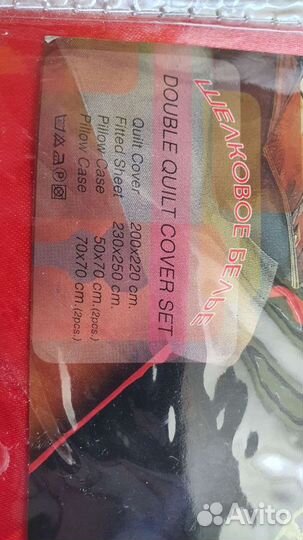 ШЕЛКОВОЕ БЕЛЬЕ
DOUBLE QUILT COVER SET
Quilt Cover 200x220 cm.
Fitted Sheet 230x250 cm.
Pillow Case 50x70 cm.(2pcs.)
Pillow Case 70x70 cm.(2pcs.)
Avito